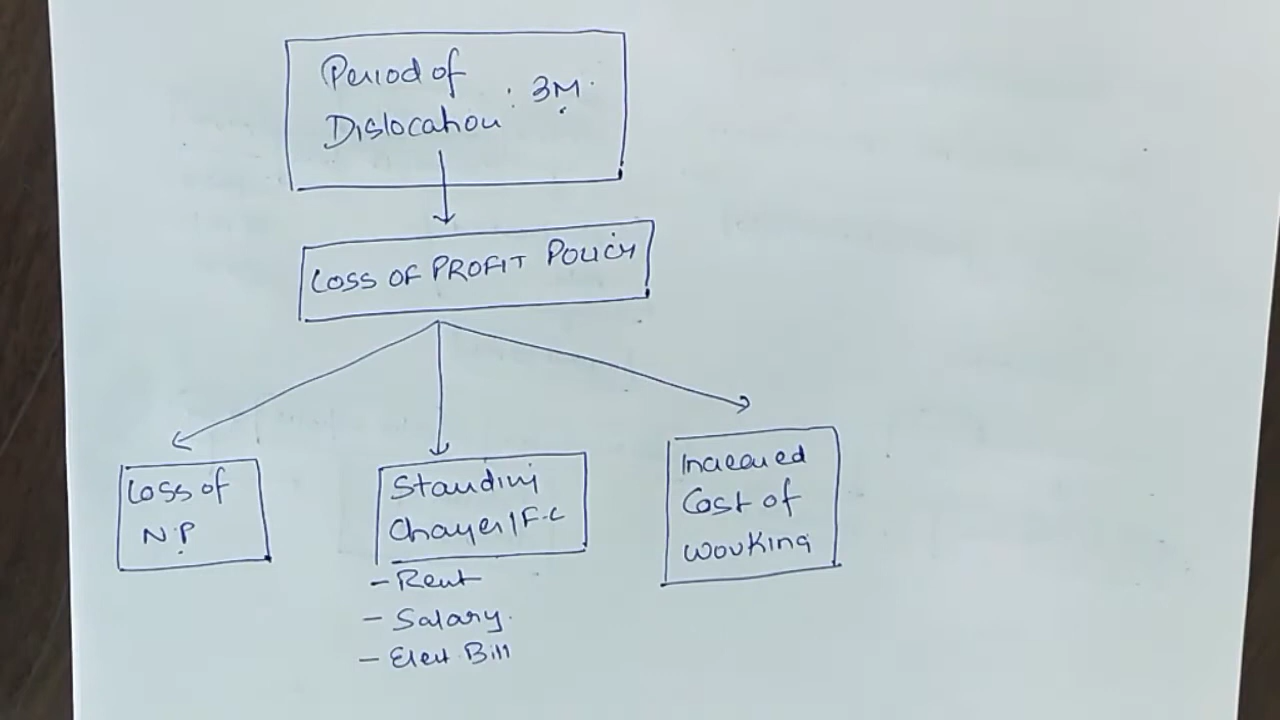 Period of
Dislocation : 3M.
LOSS OF PROFIT POLICY
Loss of
N.P
Standing
Charges/F.C
- Rent
- Salary.
- Elect Bill
Increased
Cost of
Working